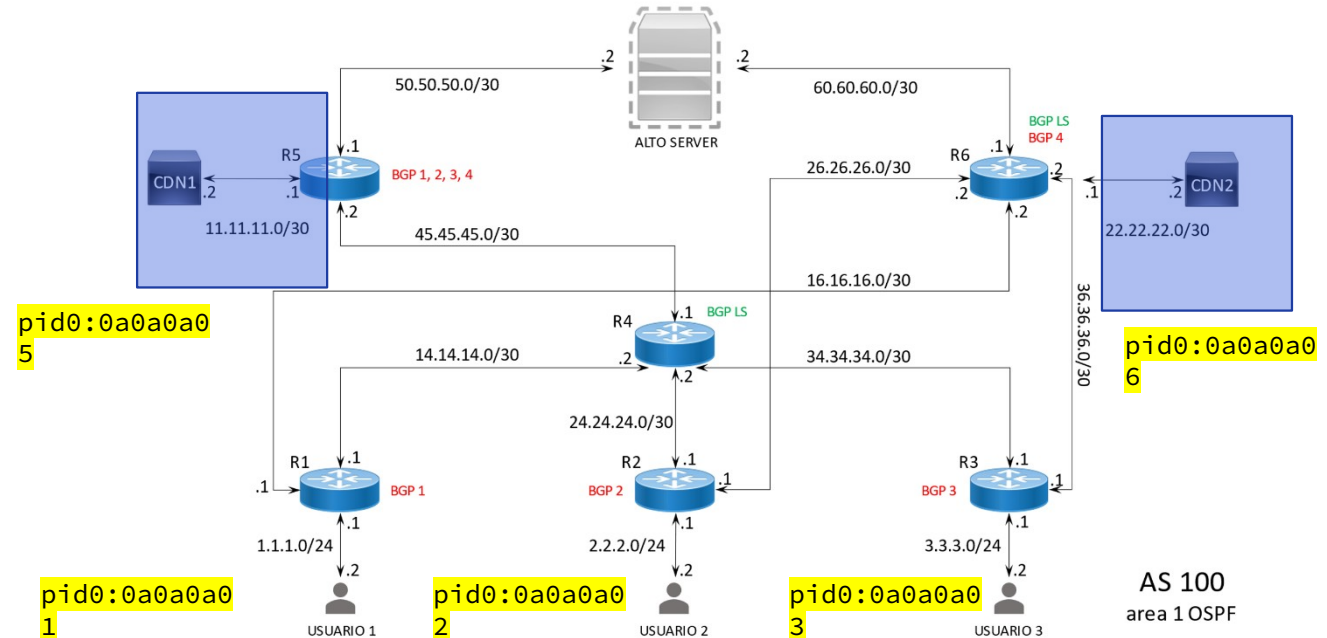 .2
.2
50.50.50.0/30
60.60.60.0/30
ALTO SERVER
BGP LS
BGP 4
R5
.1
BGP 1, 2, 3, 4
CDN1
.2
.1
.2
11.11.11.0/30
26.26.26.0/30
R6
.1
.2
.2
.2
.1
.2
CDN2
22.22.22.0/30
45.45.45.0/30
16.16.16.0/30
36.36.36.0/30
pid0:0a0a0a0
5
R4
.1
BGP LS
.2
.2
pid0:0a0a0a0
6
14.14.14.0/30
34.34.34.0/30
24.24.24.0/30
R1
.1
.1
BGP 1
.1
R2
.1
.1
BGP 2
.1
R3
.1
.1
BGP 3
.1
1.1.1.0/24
2.2.2.0/24
3.3.3.0/24
.2
.2
.2
pid0:0a0a0a0
1
pid0:0a0a0a0
2
pid0:0a0a0a0
3
USUARIO 1
USUARIO 2
USUARIO 3
AS 100
area 1 OSPF